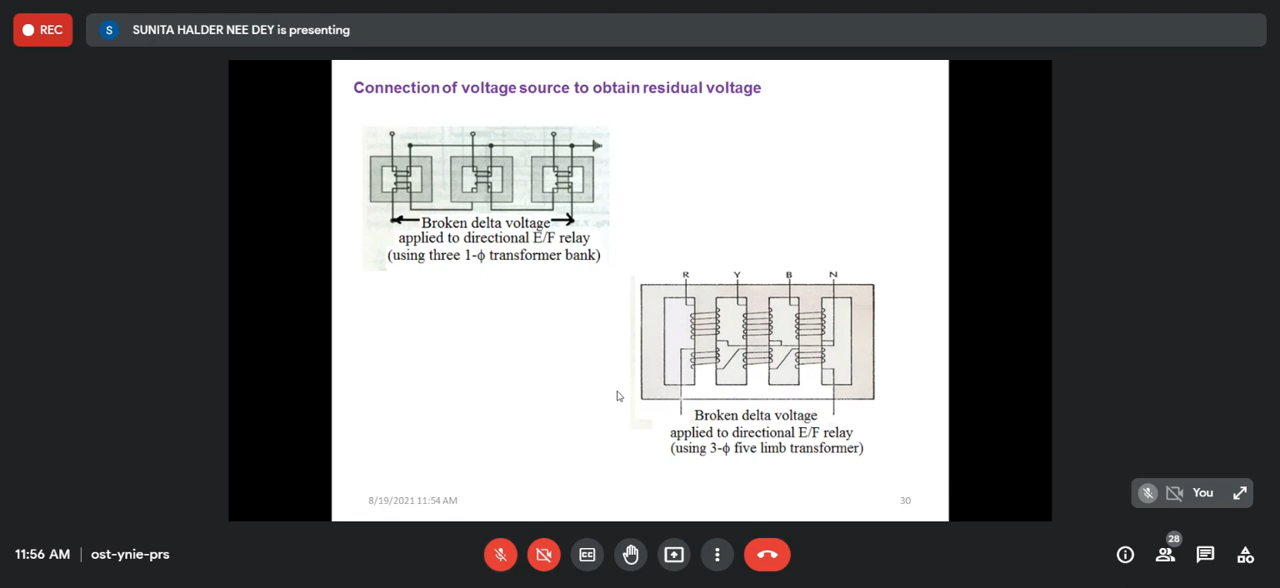 REC
S
SUNITA HALDER NEE DEY is presenting
Connection of voltage source to obtain residual voltage
Broken delta voltage
applied to directional E/F relay
(using three 1-ϕ transformer bank)
R Y B N
Broken delta voltage
applied to directional E/F relay
(using 3-ϕ five limb transformer)
8/19/2021 11:54 AM
30
You
11:56 AM | ost-ynie-prs
CC
28